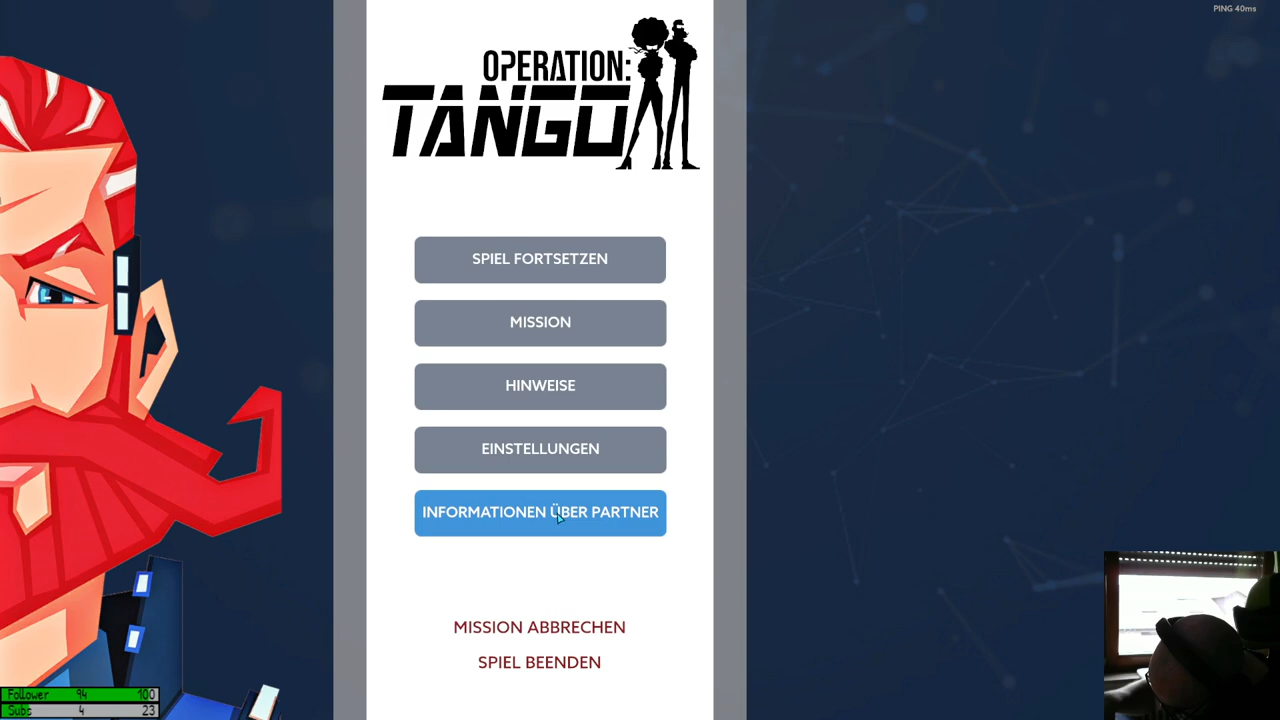 PING 40ms
OPERATION:
TANGO
SPIEL FORTSETZEN
MISSION
HINWEISE
EINSTELLUNGEN
INFORMATIONEN ÜBER PARTNER
MISSION ABBRECHEN
SPIEL BEENDEN
Follower 94 100
Subs 4 23